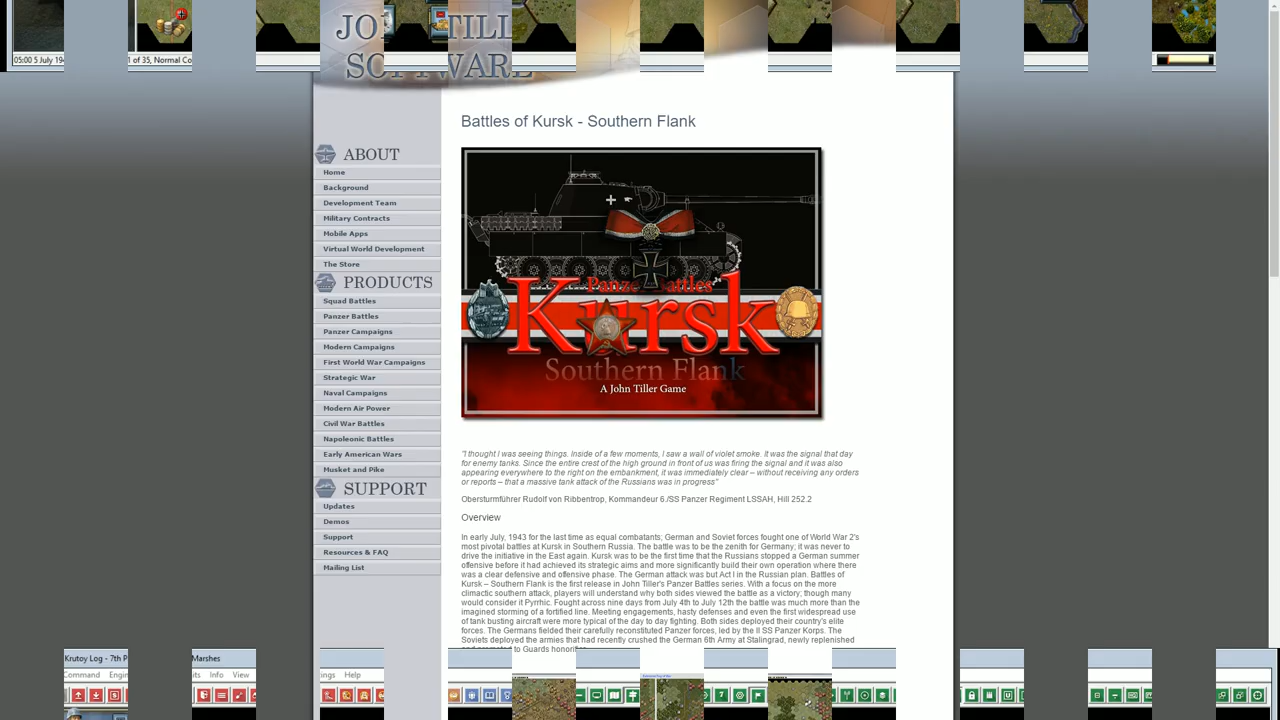 JO TILL
SO WARE
05:00 5 July 194
1 of 35, Normal Co
ABOUT
Home
Background
Development Team
Military Contracts
Mobile Apps
Virtual World Development
The Store
PRODUCTS
Squad Battles
Panzer Battles
Panzer Campaigns
Modern Campaigns
First World War Campaigns
Strategic War
Naval Campaigns
Modern Air Power
Civil War Battles
Napoleonic Battles
Early American Wars
Musket and Pike
SUPPORT
Updates
Demos
Support
Resources & FAQ
Mailing List
Battles of Kursk - Southern Flank
Panze Battles
Kursk
Southern Flank
A John Tiller Game
"I thought I was seeing things. Inside of a few moments, I saw a wall of violet smoke. It was the signal that day
for enemy tanks. Since the entire crest of the high ground in front of us was firing the signal and it was also
appearing everywhere to the right on the embankment, it was immediately clear – without receiving any orders
or reports – that a massive tank attack of the Russians was in progress"
Obersturmführer Rudolf von Ribbentrop, Kommandeur 6./SS Panzer Regiment LSSAH, Hill 252.2
Overview
In early July, 1943 for the last time as equal combatants; German and Soviet forces fought one of World War 2's
most pivotal battles at Kursk in Southern Russia. The battle was to be the zenith for Germany; it was never to
drive the initiative in the East again. Kursk was to be the first time that the Russians stopped a German summer
offensive before it had achieved its strategic aims and more significantly build their own operation where there
was a clear defensive and offensive phase. The German attack was but Act I in the Russian plan. Battles of
Kursk – Southern Flank is the first release in John Tiller's Panzer Battles series. With a focus on the more
climactic southern attack, players will understand why both sides viewed the battle as a victory; though many
would consider it Pyrrhic. Fought across nine days from July 4th to July 12th the battle was much more than the
imagined storming of a fortified line. Meeting engagements, hasty defenses and even the first widespread use
of tank busting aircraft were more typical of the day to day fighting. Both sides deployed their country's elite
forces. The Germans fielded their carefully reconstituted Panzer forces, led by the II SS Panzer Korps. The
Soviets deployed the armies that had recently crushed the German 6th Army at Stalingrad, newly replenished
to Guards
Krutoy Log - 7th P Marshes
Command Engin s Info View ings Help